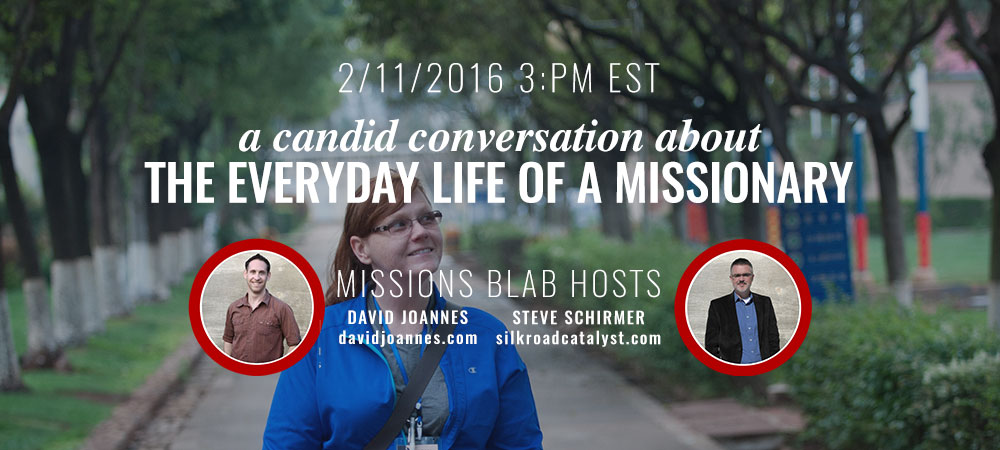 2/11/2016 3:PM EST
a candid conversation about
THE EVERYDAY LIFE OF A MISSIONARY
MISSIONS BLAB HOSTS
DAVID JOANNES STEVE SCHIRMER
davidjoannes.com silkroadcatalyst.com